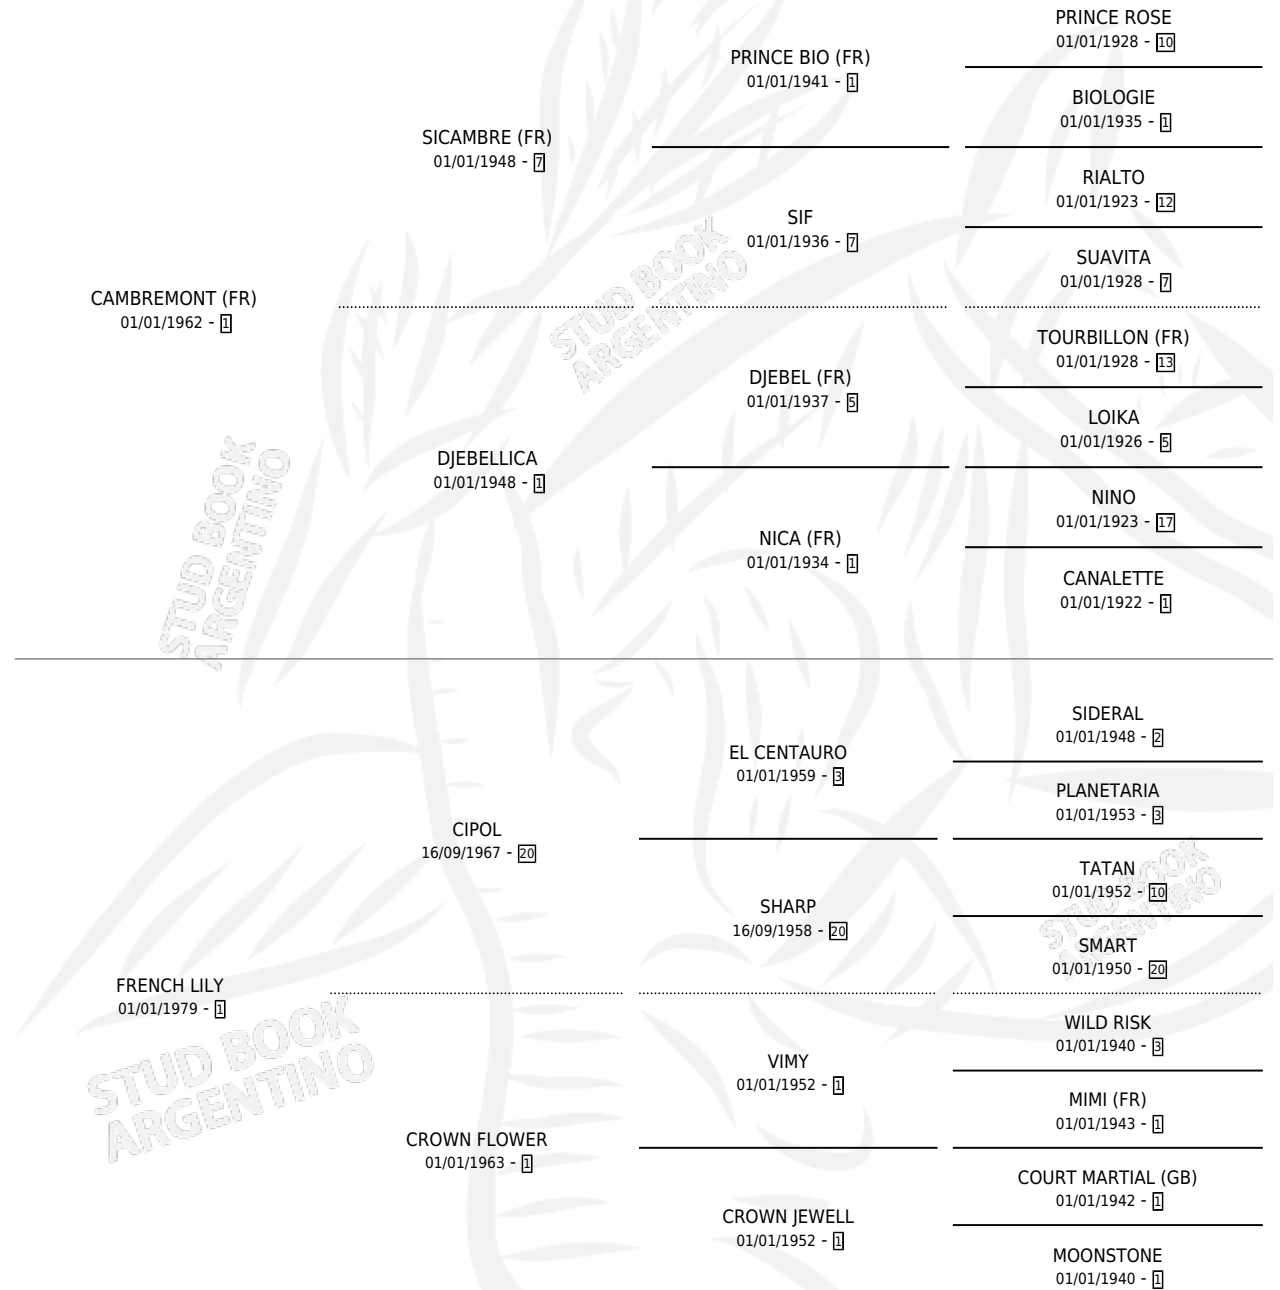 PRINCE ROSE
01/01/1928 - 10
PRINCE BIO (FR)
01/01/1941 - 1
BIOLOGIE
01/01/1935 - 1
SICAMBRE (FR)
01/01/1948 - 7
RIALTO
01/01/1923 - 12
SIF
01/01/1936 - 7
SUAVITA
01/01/1928 - 7
CAMBREMONT (FR)
01/01/1962 - 1
STUD BOOK
ARGENTINO
TOURBILLON (FR)
01/01/1928 - 13
DJEBEL (FR)
01/01/1937 - 5
LOIKA
01/01/1926 - 5
DJEBELLICA
01/01/1948 - 1
NINO
01/01/1923 - 17
NICA (FR)
01/01/1934 - 1
CANALETTE
01/01/1922 - 1
STUD BOOK
ARGENTINO
SIDERAL
01/01/1948 - 2
EL CENTAURO
01/01/1959 - 3
PLANETARIA
01/01/1953 - 3
CIPOL
16/09/1967 - 20
TATAN
01/01/1952 - 10
SHARP
16/09/1958 - 20
SMART
01/01/1950 - 20
STUD BOOK
ARGENTINO
FRENCH LILY
01/01/1979 - 1
WILD RISK
01/01/1940 - 3
VIMY
01/01/1952 - 1
MIMI (FR)
01/01/1943 - 1
STUD BOOK
ARGENTINO
CROWN FLOWER
01/01/1963 - 1
COURT MARTIAL (GB)
01/01/1942 - 1
CROWN JEWELL
01/01/1952 - 1
MOONSTONE
01/01/1940 - 1